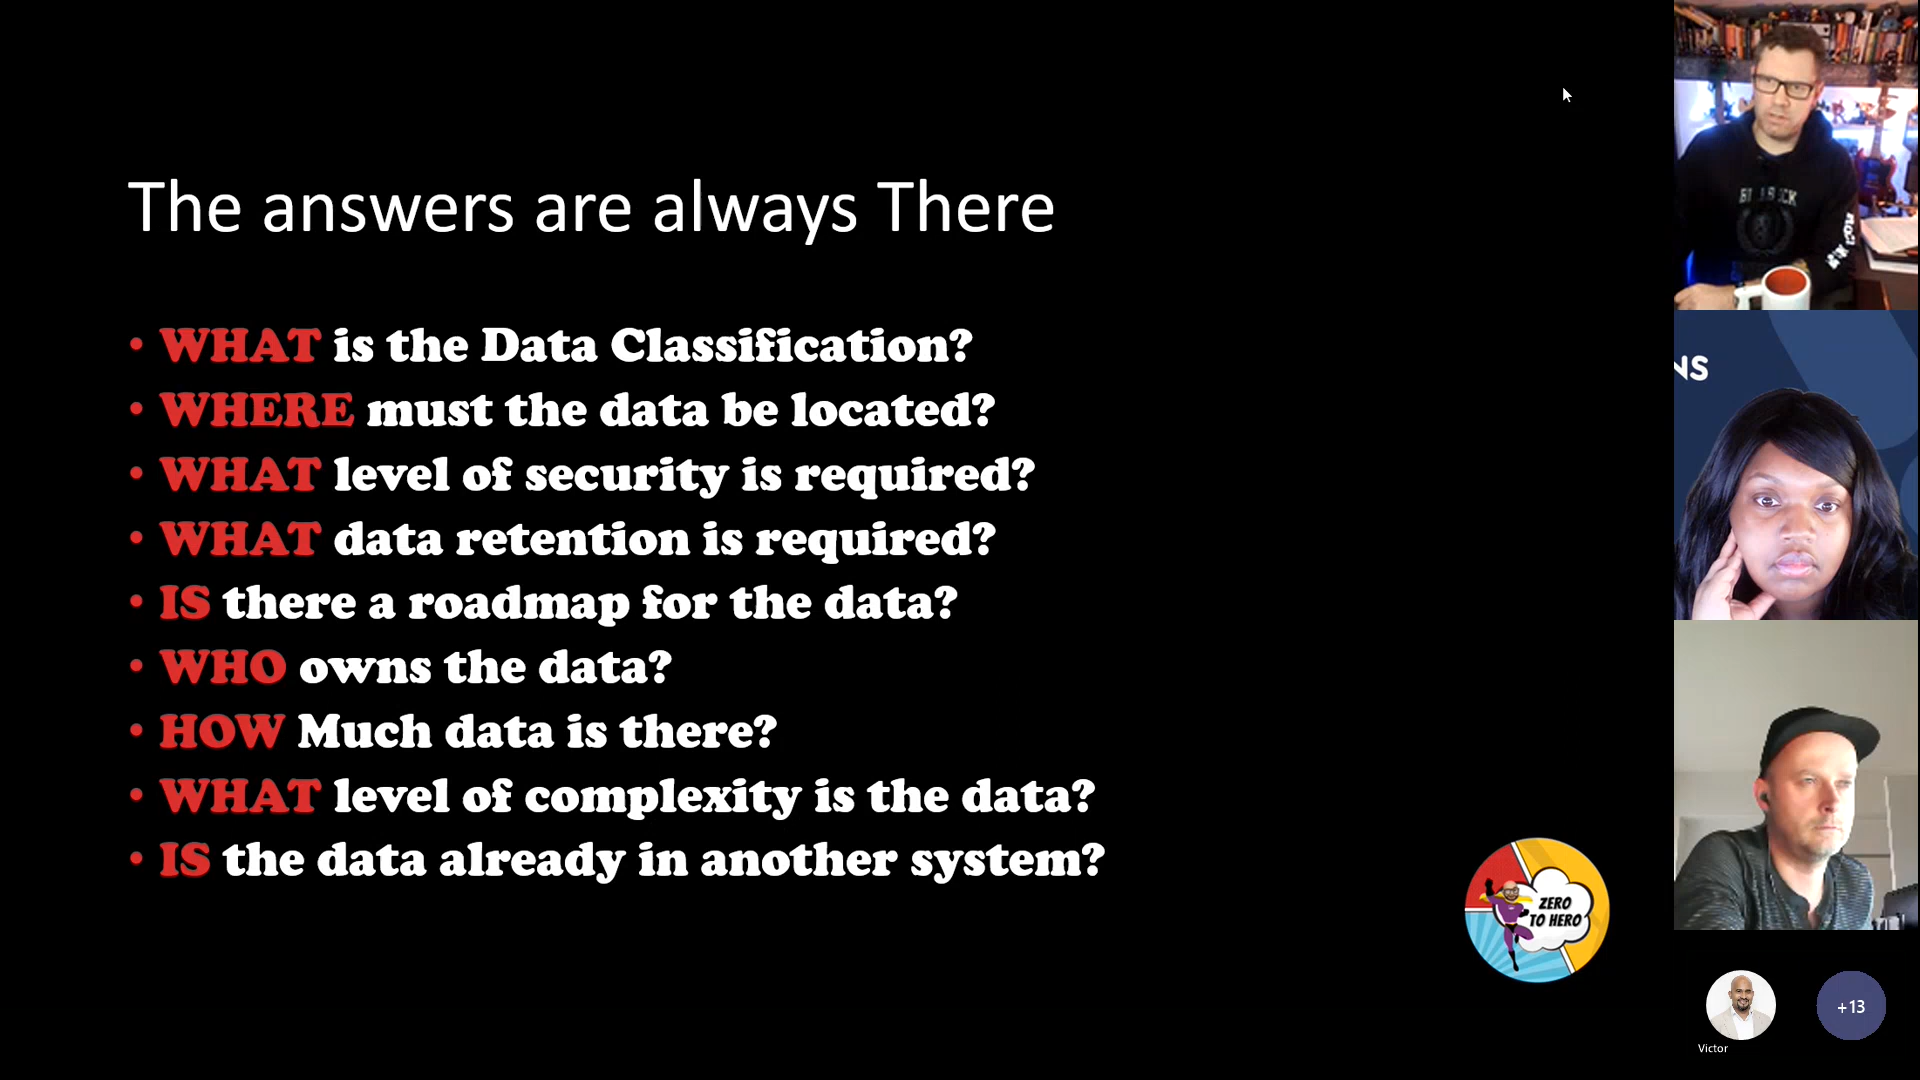 The answers are always There
• WHAT is the Data Classification?
• WHERE must the data be located?
• WHAT level of security is required?
• WHAT data retention is required?
• IS there a roadmap for the data?
• WHO owns the data?
• HOW Much data is there?
• WHAT level of complexity is the data?
• IS the data already in another system?
ZERO
TO HERO
NS
Victor
+13